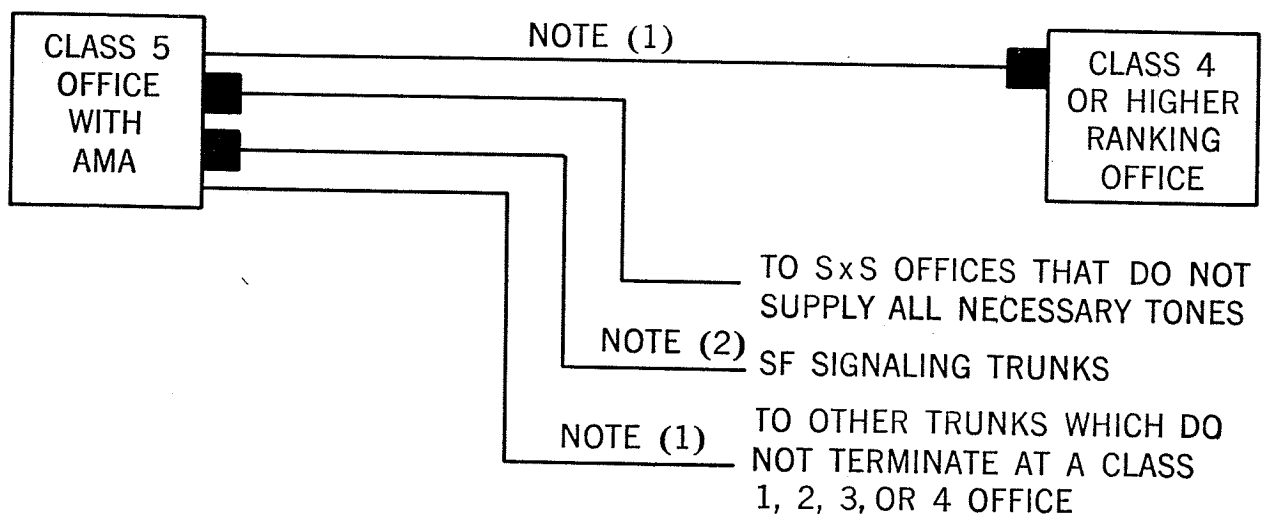 CLASS 5
OFFICE
WITH
AMA
NOTE (1)
CLASS 4
OR HIGHER
RANKING
OFFICE
TO SxS OFFICES THAT DO NOT
SUPPLY ALL NECESSARY TONES
NOTE (2)
SF SIGNALING TRUNKS
NOTE (1)
TO OTHER TRUNKS WHICH DO
NOT TERMINATE AT A CLASS
1, 2, 3, OR 4 OFFICE